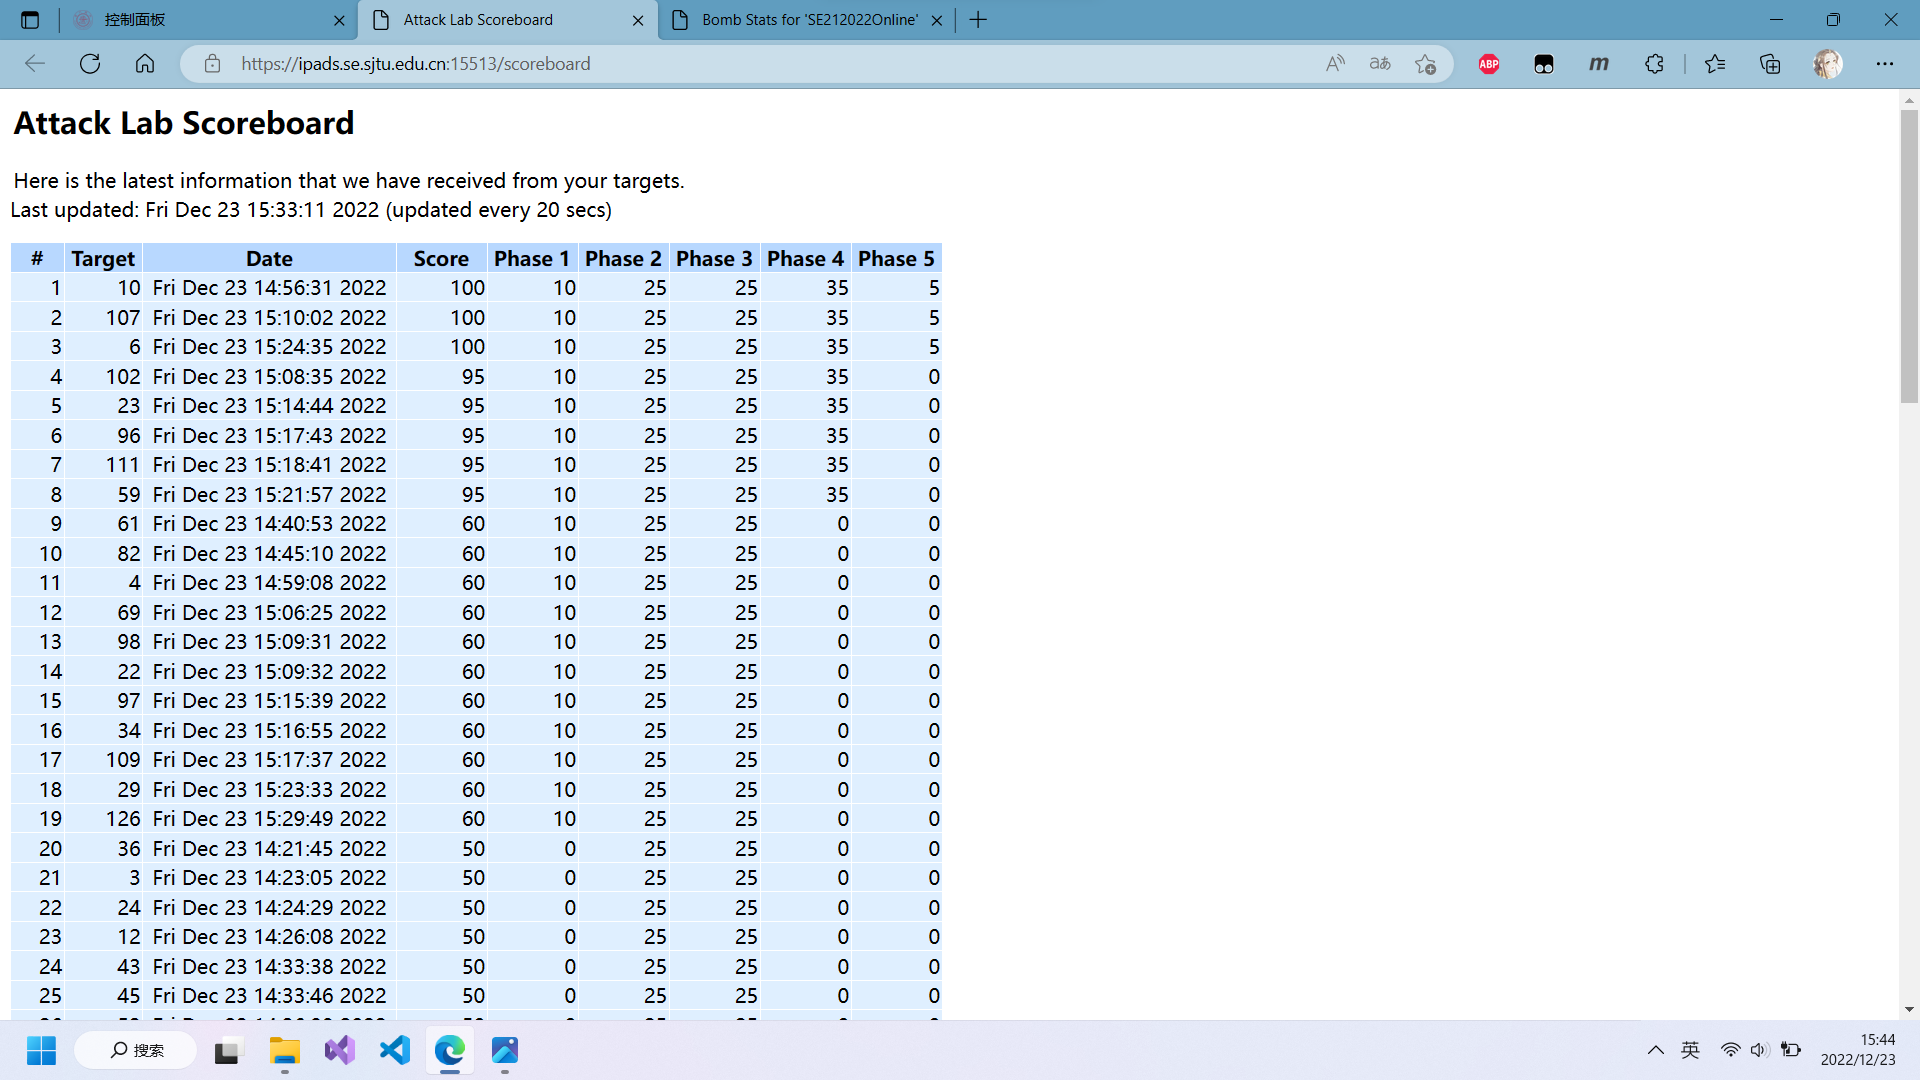 控制面板
Attack Lab Scoreboard
Bomb Stats for 'SE212022Online'
https://ipads.se.sjtu.edu.cn:15513/scoreboard
Attack Lab Scoreboard
Here is the latest information that we have received from your targets.
Last updated: Fri Dec 23 15:33:11 2022 (updated every 20 secs)
# Target Date Score Phase 1 Phase 2 Phase 3 Phase 4 Phase 5
1 10 Fri Dec 23 14:56:31 2022 100 10 25 25 35 5
2 107 Fri Dec 23 15:10:02 2022 100 10 25 25 35 5
3 6 Fri Dec 23 15:24:35 2022 100 10 25 25 35 5
4 102 Fri Dec 23 15:08:35 2022 95 10 25 25 35 0
5 23 Fri Dec 23 15:14:44 2022 95 10 25 25 35 0
6 96 Fri Dec 23 15:17:43 2022 95 10 25 25 35 0
7 111 Fri Dec 23 15:18:41 2022 95 10 25 25 35 0
8 59 Fri Dec 23 15:21:57 2022 95 10 25 25 35 0
9 61 Fri Dec 23 14:40:53 2022 60 10 25 25 0 0
10 82 Fri Dec 23 14:45:10 2022 60 10 25 25 0 0
11 4 Fri Dec 23 14:59:08 2022 60 10 25 25 0 0
12 69 Fri Dec 23 15:06:25 2022 60 10 25 25 0 0
13 98 Fri Dec 23 15:09:31 2022 60 10 25 25 0 0
14 22 Fri Dec 23 15:09:32 2022 60 10 25 25 0 0
15 97 Fri Dec 23 15:15:39 2022 60 10 25 25 0 0
16 34 Fri Dec 23 15:16:55 2022 60 10 25 25 0 0
17 109 Fri Dec 23 15:17:37 2022 60 10 25 25 0 0
18 29 Fri Dec 23 15:23:33 2022 60 10 25 25 0 0
19 126 Fri Dec 23 15:29:49 2022 60 10 25 25 0 0
20 36 Fri Dec 23 14:21:45 2022 50 0 25 25 0 0
21 3 Fri Dec 23 14:23:05 2022 50 0 25 25 0 0
22 24 Fri Dec 23 14:24:29 2022 50 0 25 25 0 0
23 12 Fri Dec 23 14:26:08 2022 50 0 25 25 0 0
24 43 Fri Dec 23 14:33:38 2022 50 0 25 25 0 0
25 45 Fri Dec 23 14:33:46 2022 50 0 25 25 0 0
ABP
m
搜索
英
15:44
2022/12/23